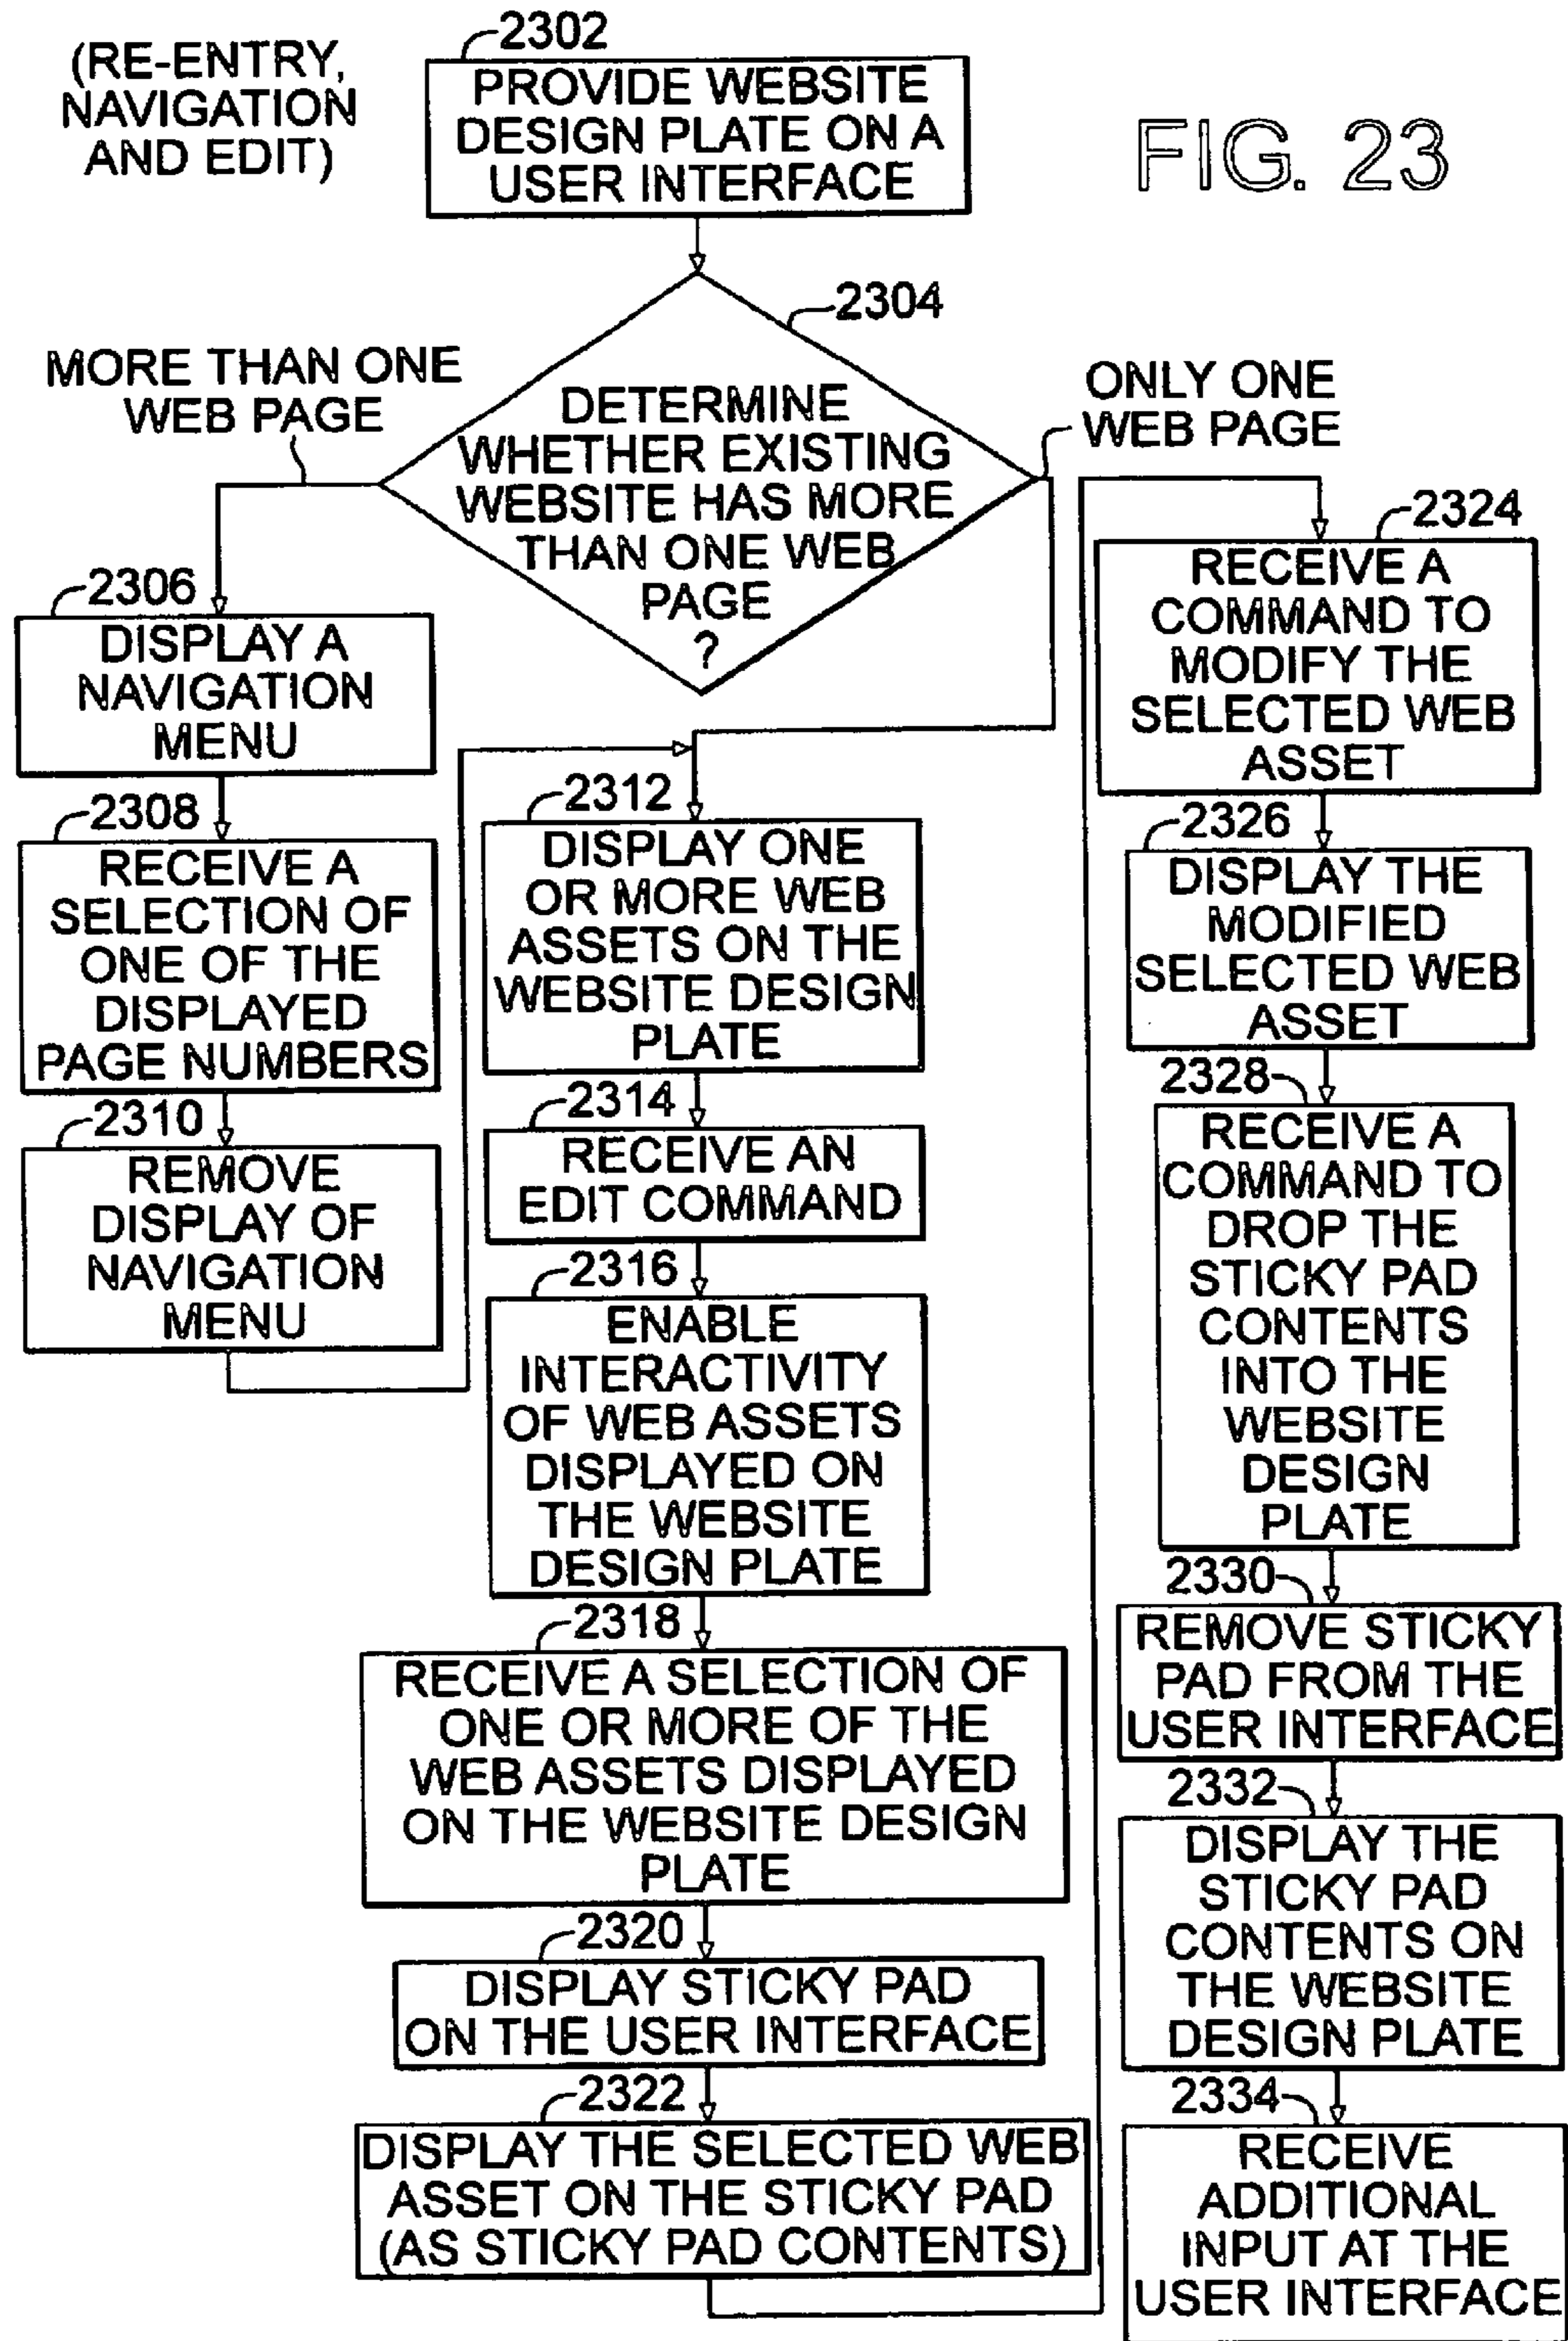 (RE-ENTRY,
NAVIGATION
AND EDIT)
FIG. 23
2302
PROVIDE WEBSITE
DESIGN PLATE ON A
USER INTERFACE
2304
DETERMINE
WHETHER EXISTING
WEBSITE HAS MORE
THAN ONE WEB
PAGE
?
MORE THAN ONE
WEB PAGE
ONLY ONE
WEB PAGE
2306
DISPLAY A
NAVIGATION
MENU
2308
RECEIVE A
SELECTION OF
ONE OF THE
DISPLAYED
PAGE NUMBERS
2310
REMOVE
DISPLAY OF
NAVIGATION
MENU
2312
DISPLAY ONE
OR MORE WEB
ASSETS ON THE
WEBSITE DESIGN
PLATE
2314
RECEIVE AN
EDIT COMMAND
2316
ENABLE
INTERACTIVITY
OF WEB ASSETS
DISPLAYED ON
THE WEBSITE
DESIGN PLATE
2318
RECEIVE A SELECTION OF
ONE OR MORE OF THE
WEB ASSETS DISPLAYED
ON THE WEBSITE DESIGN
PLATE
2320
DISPLAY STICKY PAD
ON THE USER INTERFACE
2322
DISPLAY THE SELECTED WEB
ASSET ON THE STICKY PAD
(AS STICKY PAD CONTENTS)
2324
RECEIVE A
COMMAND TO
MODIFY THE
SELECTED WEB
ASSET
2326
DISPLAY THE
MODIFIED
SELECTED WEB
ASSET
2328
RECEIVE A
COMMAND TO
DROP THE
STICKY PAD
CONTENTS
INTO THE
WEBSITE
DESIGN
PLATE
2330
REMOVE STICKY
PAD FROM THE
USER INTERFACE
2332
DISPLAY THE
STICKY PAD
CONTENTS ON
THE WEBSITE
DESIGN PLATE
2334
RECEIVE
ADDITIONAL
INPUT AT THE
USER INTERFACE